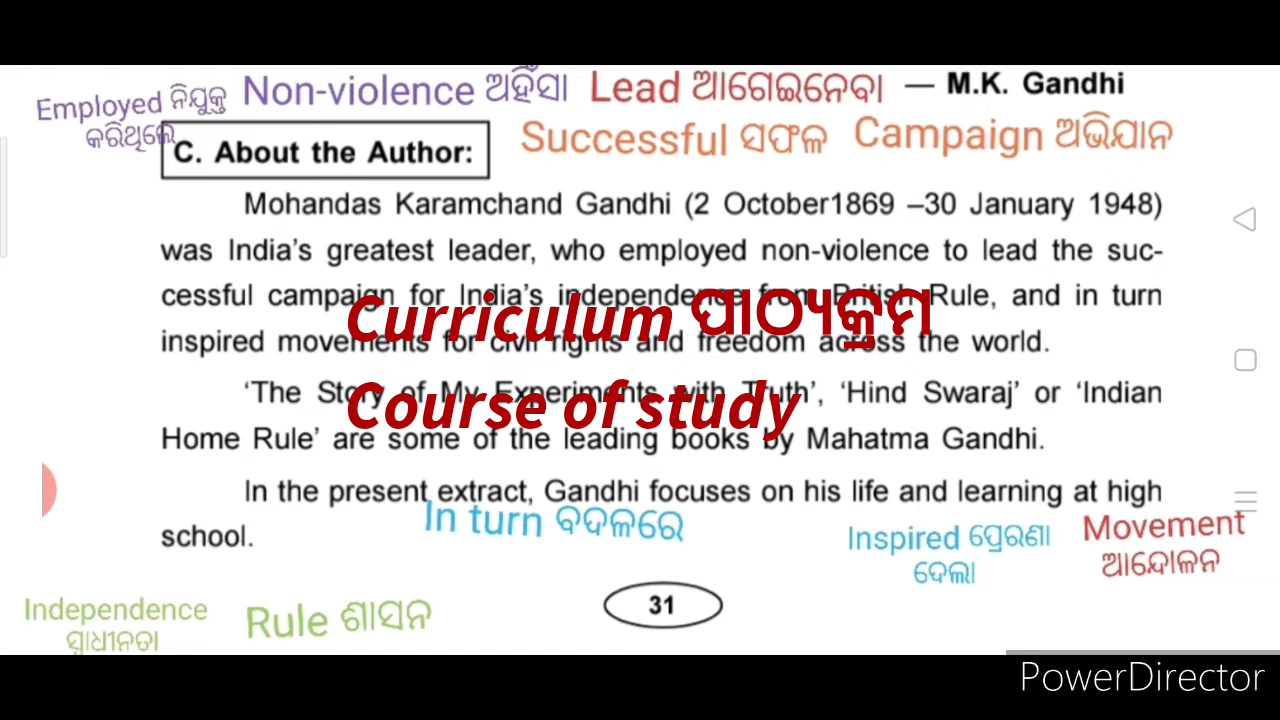 Employed ନିଯୁକ୍ତ
କରିଥିଲେ
Non-violence ଅହିଂସା
Lead ଆଗେଇନେବା
— M.K. Gandhi
Successful ସଫଳ
Campaign ଅଭିଯାନ
C. About the Author:
Mohandas Karamchand Gandhi (2 October1869 –30 January 1948)
was India's greatest leader, who employed non-violence to lead the suc-
cessful campaign for India's independence from British Rule, and in turn
Curriculum ପାଠ୍ୟକ୍ରମ
inspired movements for civil rights and freedom across the world.
'The Story of My Experiments with Truth', 'Hind Swaraj' or 'Indian
Course of study
Home Rule' are some of the leading books by Mahatma Gandhi.
In the present extract, Gandhi focuses on his life and learning at high
school.
In turn ବଦଳରେ
Inspired ପ୍ରେରଣା
ଦେଲା
Movement
ଆନ୍ଦୋଳନ
Independence
ସ୍ୱାଧୀନତା
Rule ଶାସନ
31
PowerDirector